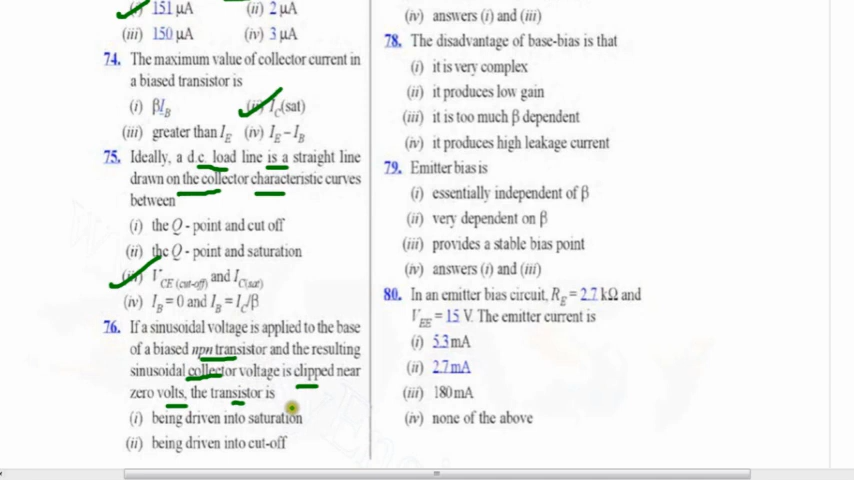 151 μA (ii) 2 μA
(iii) 150 μA (iv) 3 μA
74. The maximum value of collector current in
a biased transistor is
(i) βI_B (ii) I_C(sat)
(iii) greater than I_E (iv) I_E – I_B
75. Ideally, a d.c. load line is a straight line
drawn on the collector characteristic curves
between
(i) the Q - point and cut off
(ii) the Q - point and saturation
(iii) V_CE (cut-off) and I_C(sat)
(iv) I_B = 0 and I_B = I_C/β
76. If a sinusoidal voltage is applied to the base
of a biased npn transistor and the resulting
sinusoidal collector voltage is clipped near
zero volts, the transistor is
(i) being driven into saturation
(ii) being driven into cut-off
(iv) answers (i) and (iii)
78. The disadvantage of base-bias is that
(i) it is very complex
(ii) it produces low gain
(iii) it is too much β dependent
(iv) it produces high leakage current
79. Emitter bias is
(i) essentially independent of β
(ii) very dependent on β
(iii) provides a stable bias point
(iv) answers (i) and (iii)
80. In an emitter bias circuit, R_E = 2.7 kΩ and
V_EE = 15 V. The emitter current is
(i) 5.3 mA
(ii) 2.7 mA
(iii) 180 mA
(iv) none of the above